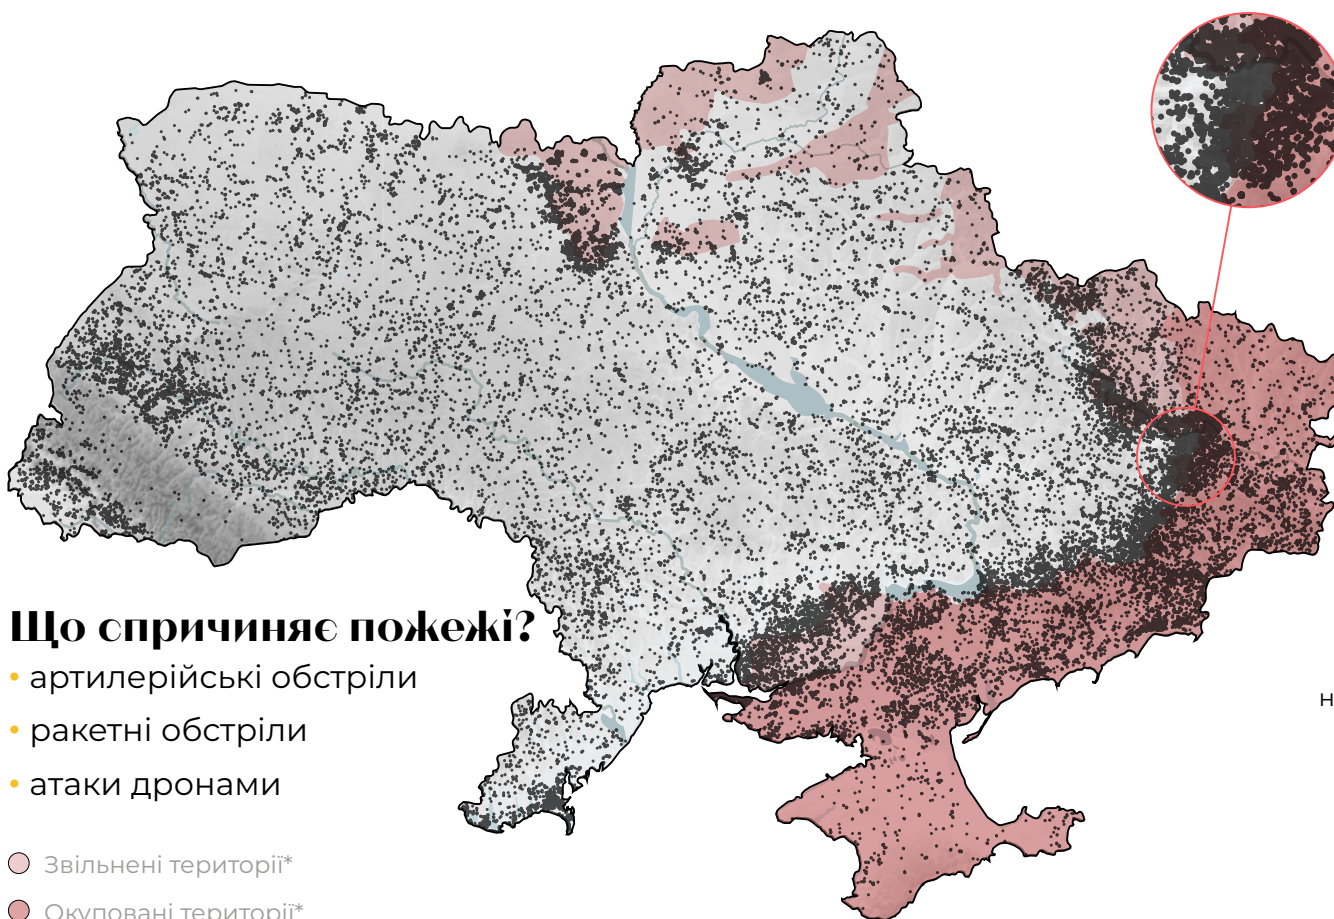 Що спричиняє пожежі?
• артилерійські обстріли
• ракетні обстріли
• атаки дронами
Звільнені території*
Окуповані території*
н